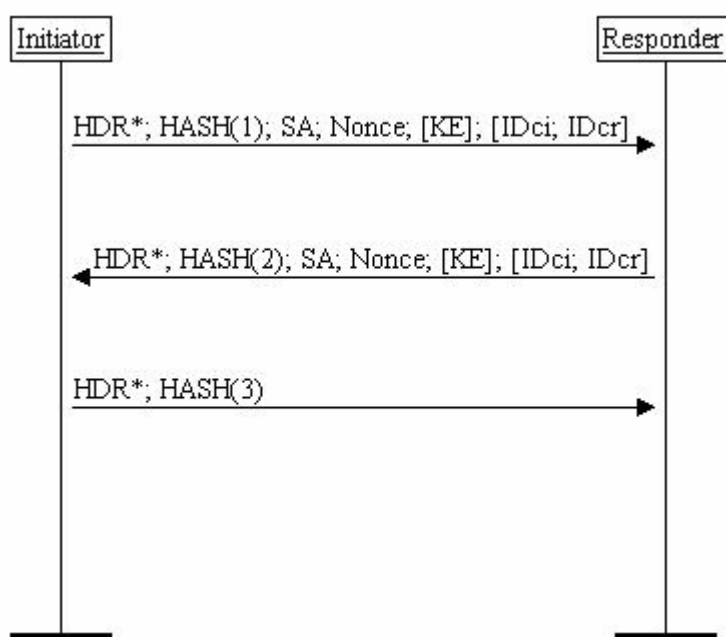 Initiator
Responder
HDR*; HASH(1); SA; Nonce; [KE]; [IDci; IDcr]
HDR*; HASH(2); SA; Nonce; [KE]; [IDci; IDcr]
HDR*; HASH(3)